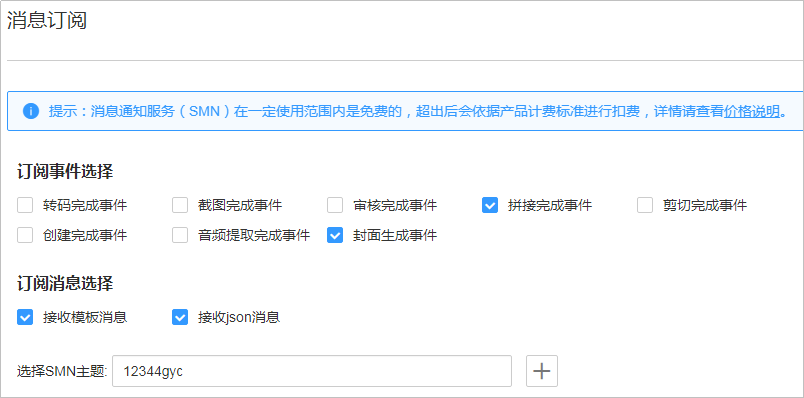 消息订阅
提示：消息通知服务（SMN）在一定使用范围内是免费的，超出后会依据产品计费标准进行扣费，详情请查看价格说明。
订阅事件选择
转码完成事件 截图完成事件 审核完成事件 拼接完成事件 剪切完成事件
创建完成事件 音频提取完成事件 封面生成事件
订阅消息选择
接收模板消息 接收json消息
选择SMN主题: 12344gyc